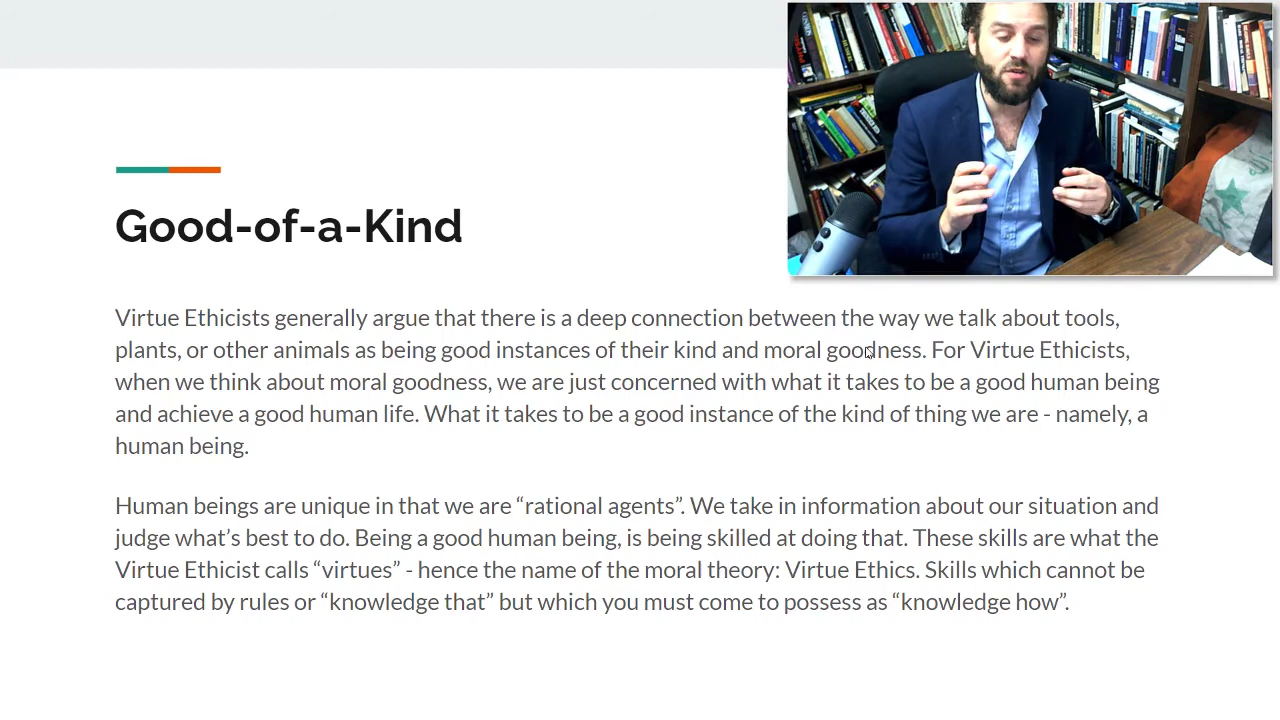 Good-of-a-Kind
Virtue Ethicists generally argue that there is a deep connection between the way we talk about tools,
plants, or other animals as being good instances of their kind and moral goodness. For Virtue Ethicists,
when we think about moral goodness, we are just concerned with what it takes to be a good human being
and achieve a good human life. What it takes to be a good instance of the kind of thing we are - namely, a
human being.
Human beings are unique in that we are “rational agents”. We take in information about our situation and
judge what’s best to do. Being a good human being, is being skilled at doing that. These skills are what the
Virtue Ethicist calls “virtues” - hence the name of the moral theory: Virtue Ethics. Skills which cannot be
captured by rules or “knowledge that” but which you must come to possess as “knowledge how”.